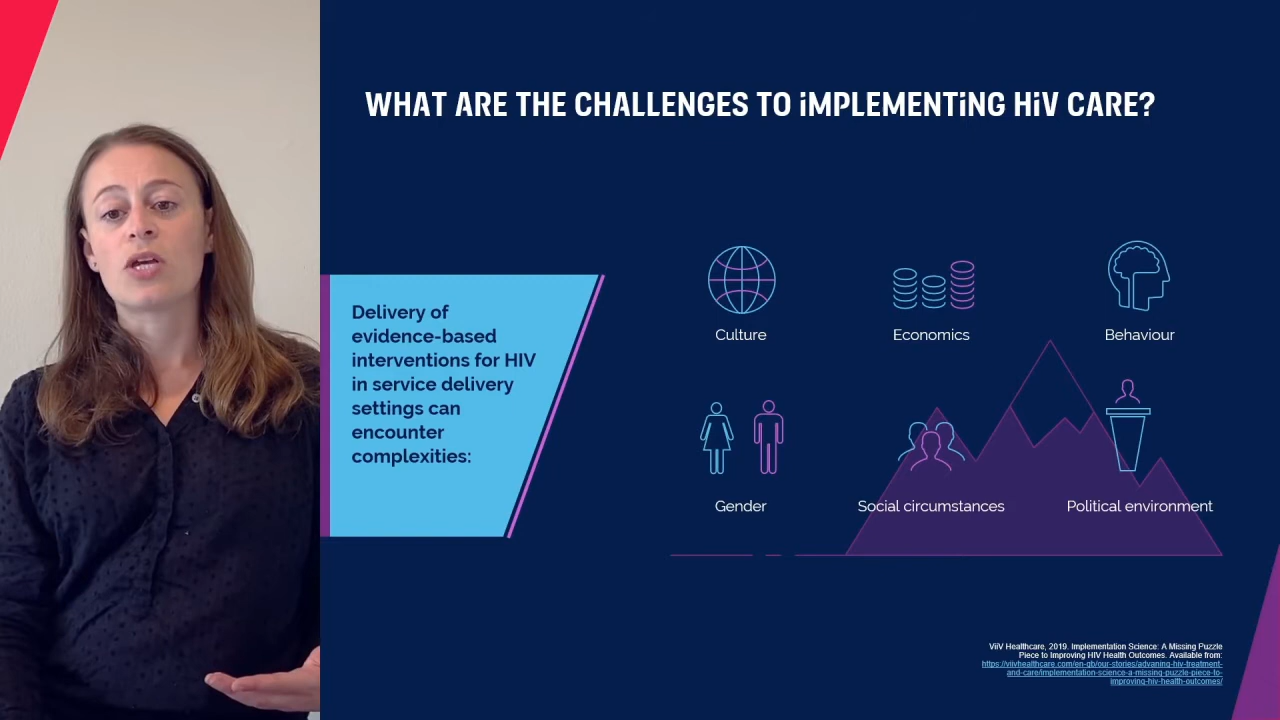 WHAT ARE THE CHALLENGES TO iMPLEMENTiNG HiV CARE?
Delivery of
evidence-based
interventions for HIV
in service delivery
settings can
encounter
complexities:
Culture
Economics
Behaviour
Gender
Social circumstances
Political environment
ViiV Healthcare, 2019. Implementation Science: A Missing Puzzle
Piece to Improving HIV Health Outcomes. Available from:
https://viivhealthcare.com/en-gb/our-stories/advaning-hiv-treatment-
and-care/implementation-science-a-missing-puzzle-piece-to-
improving-hiv-health-outcomes/